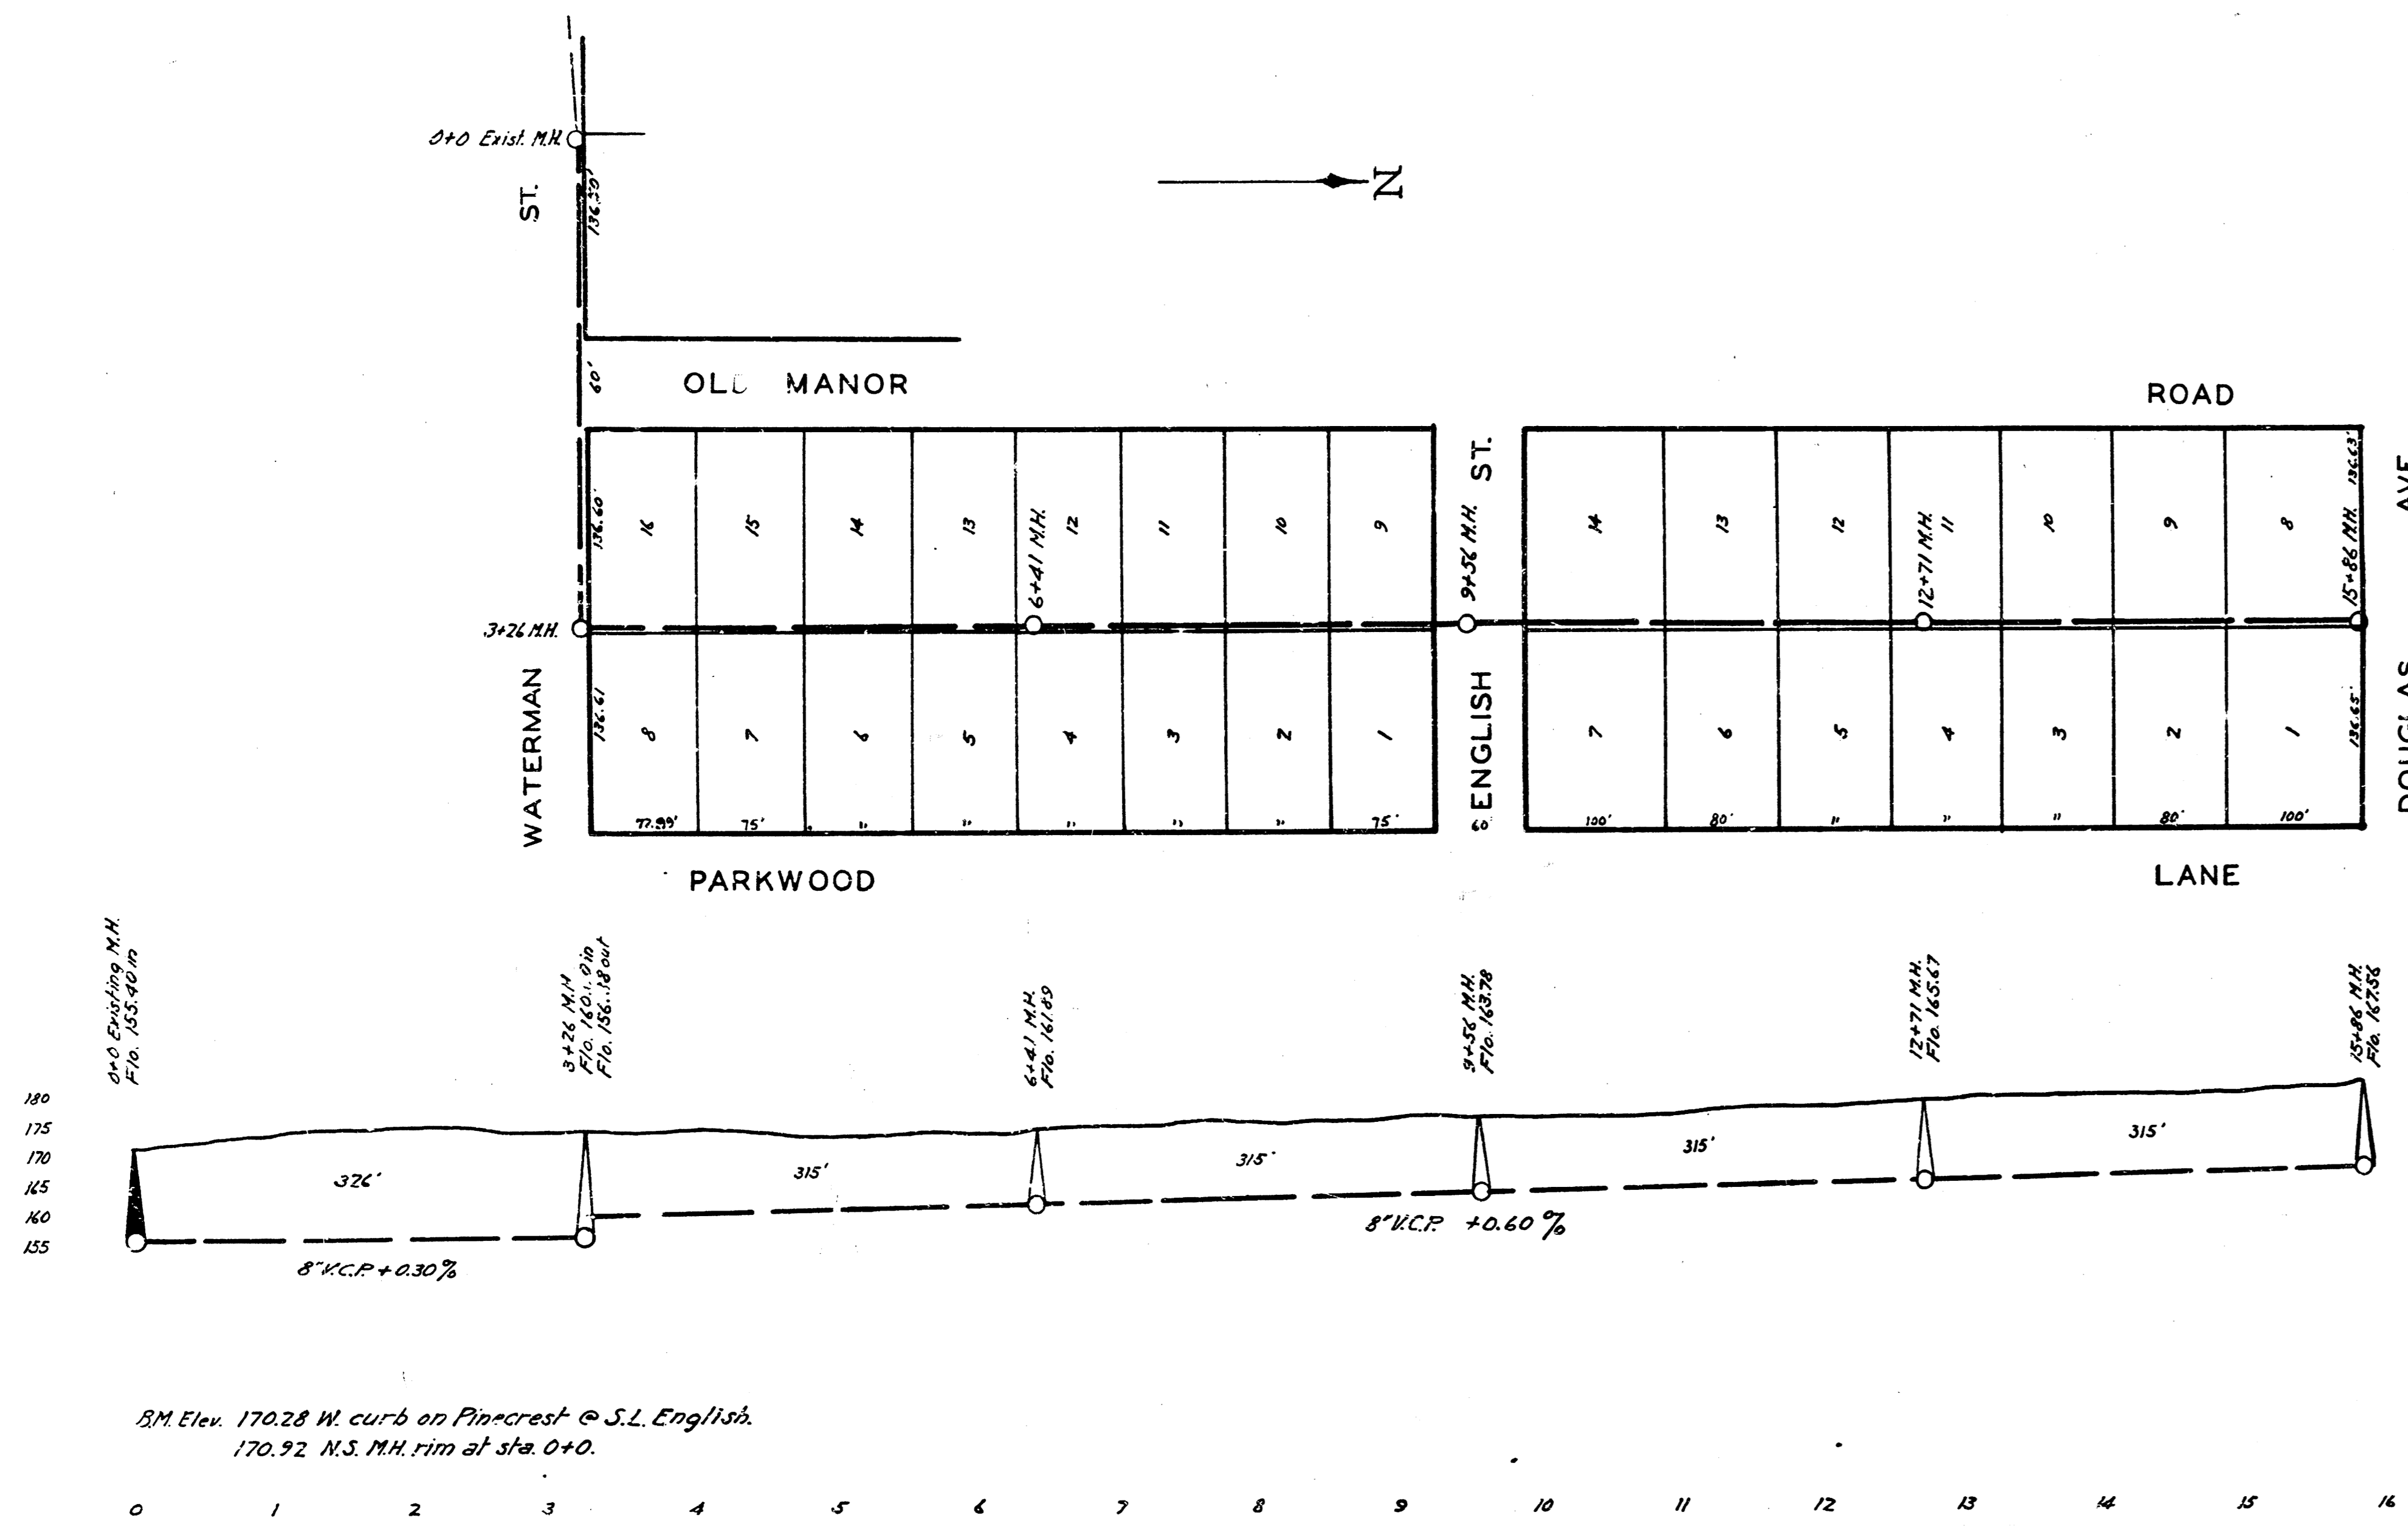 0+0 Exist. M.H.
ST.
N
60'
OLD MANOR
ROAD
AVE
136.60'
16
15
14
13
6+41 M.H.
12
11
10
9
9+56 M.H.
ST.
14
13
12
12+71 M.H.
11
10
9
8
15+86 M.H.
136.63'
3+26 M.H.
WATERMAN
136.61
8
7
6
5
4
3
2
1
ENGLISH
60'
7
6
5
4
3
2
1
136.65'
DOUGLAS
77.99'
75'
"
"
"
"
"
75'
100'
80'
"
"
"
80'
100'
PARKWOOD
LANE
0+0 Existing M.H.
Flo. 155.40 in
3+26 M.H
Flo. in
Flo. out
6+41 M.H.
Flo. 161.89
9+56 M.H.
Flo. 163.78
12+71 M.H.
Flo. 165.67
15+86 M.H.
Flo. 167.56
180
175
170
165
160
155
326'
315'
315'
315'
315'
8" V.C.P. +0.30%
8" V.C.P. +0.60%
B.M. Elev. 170.28 W. curb on Pinecrest @ S.L. English.
170.92 N.S. M.H. rim at sta. 0+0.
0 1 2 3 4 5 6 7 8 9 10 11 12 13 14 15 16